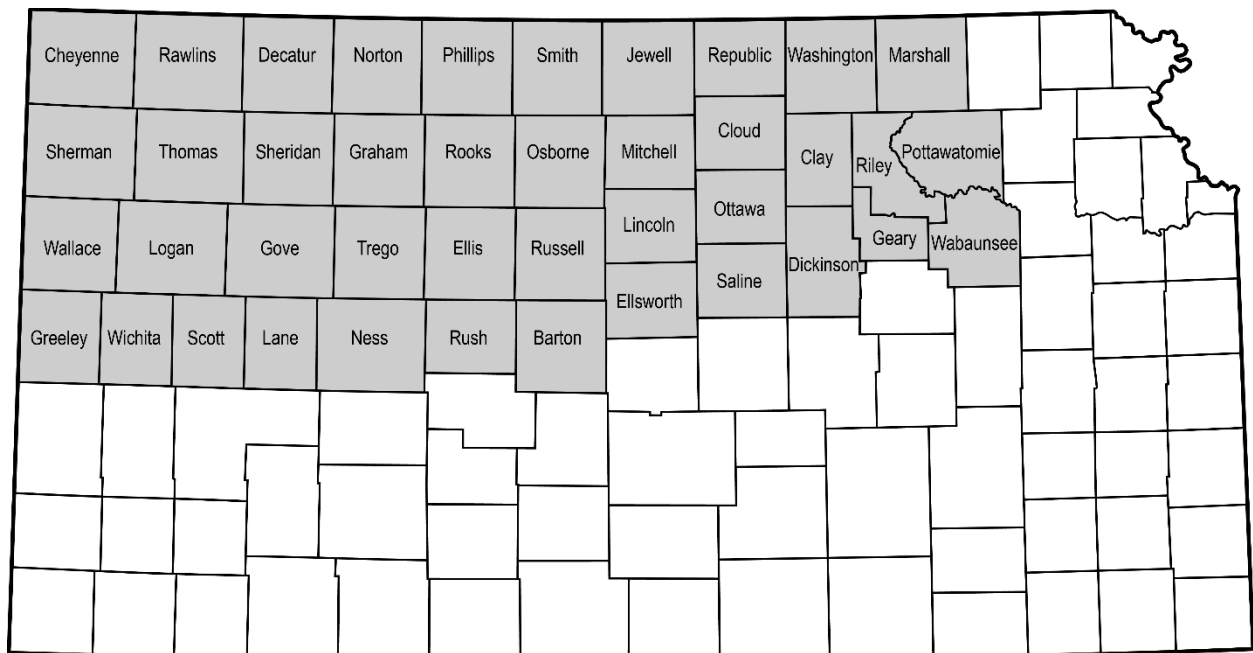 Cheyenne
Rawlins
Decatur
Norton
Phillips
Smith
Jewell
Republic
Washington
Marshall
Sherman
Thomas
Sheridan
Graham
Rooks
Osborne
Mitchell
Cloud
Clay
Riley
Pottawatomie
Wallace
Logan
Gove
Trego
Ellis
Russell
Lincoln
Ottawa
Dickinson
Geary
Wabaunsee
Greeley
Wichita
Scott
Lane
Ness
Rush
Barton
Ellsworth
Saline